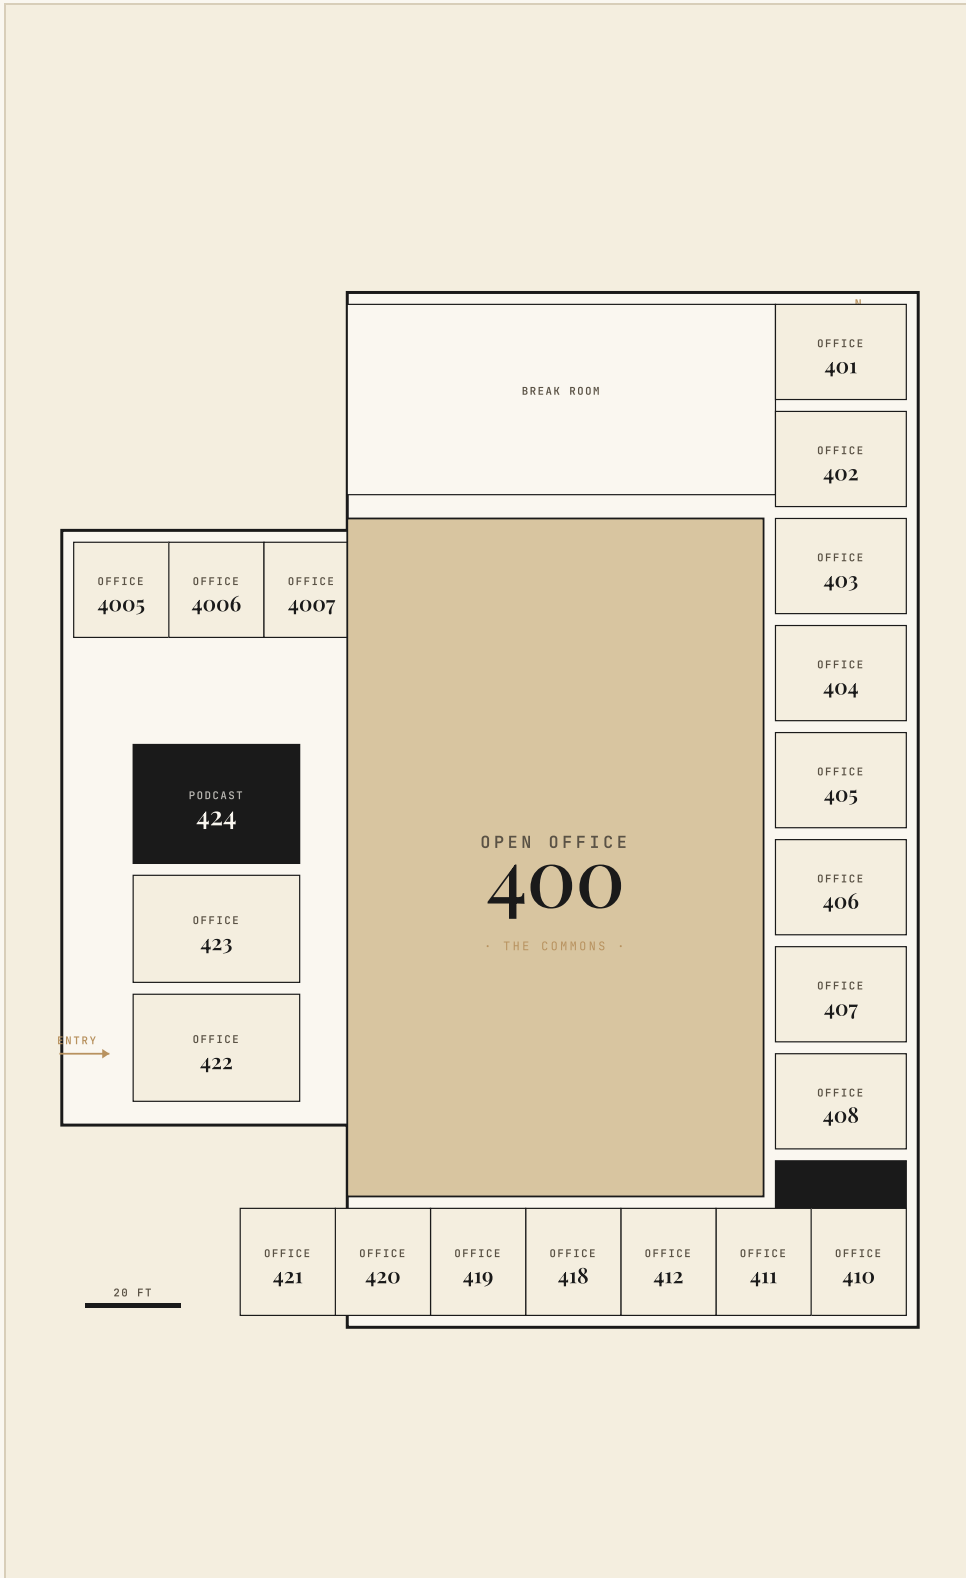 N
OFFICE
401
BREAK ROOM
OFFICE
402
OFFICE
403
OFFICE
4005
OFFICE
4006
OFFICE
4007
OFFICE
404
OFFICE
405
PODCAST
424
OPEN OFFICE
400
· THE COMMONS ·
OFFICE
406
OFFICE
423
OFFICE
407
ENTRY
OFFICE
422
OFFICE
408
OFFICE
421
OFFICE
420
OFFICE
419
OFFICE
418
OFFICE
412
OFFICE
411
OFFICE
410
20 FT